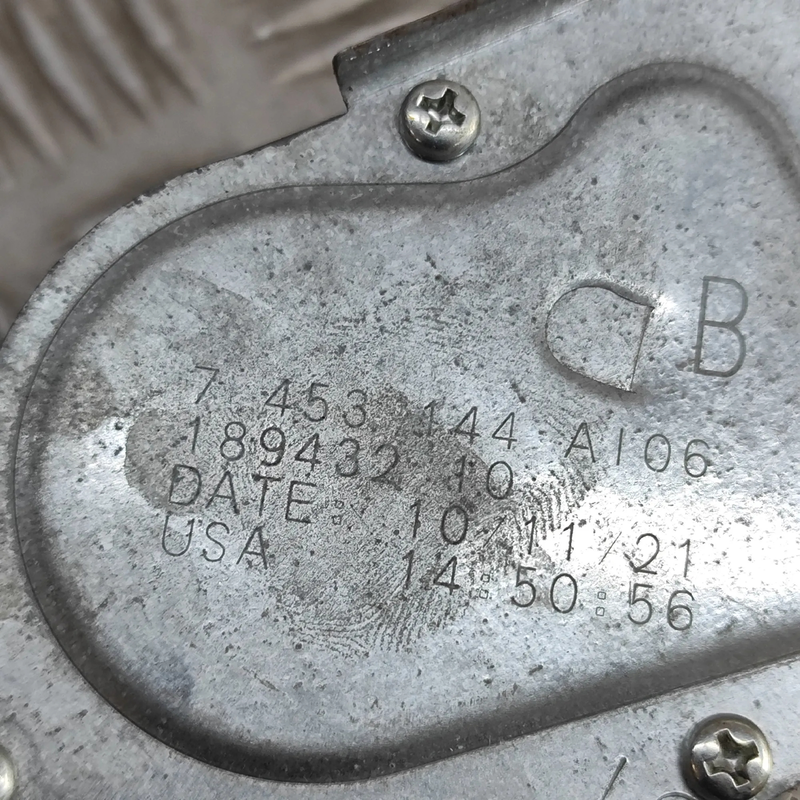 B
7 453 144 AI06
189432 10
DATE: 10/11/21
USA 14:50:56